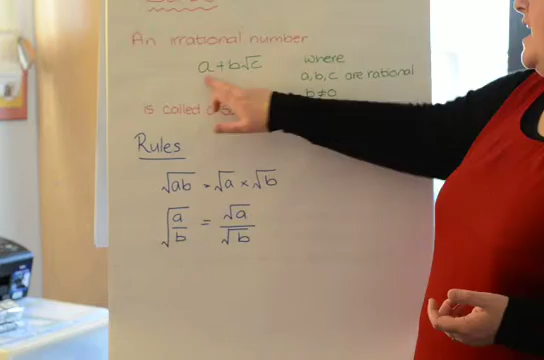 An irrational number
a+b√c where
a,b,c are rational
b≠0
is called a
Rules
√ab = √a × √b
√a/b = √a/√b